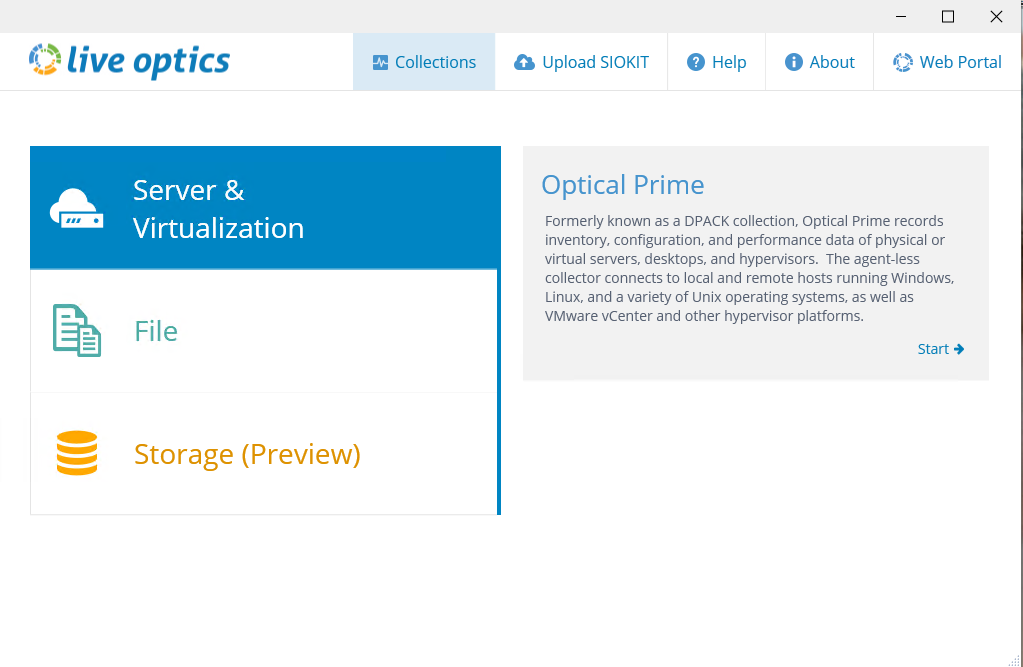 live optics
Collections
Upload SIOKIT
Help
About
Web Portal
Server &
Virtualization
File
Storage (Preview)
Optical Prime
Formerly known as a DPACK collection, Optical Prime records
inventory, configuration, and performance data of physical or
virtual servers, desktops, and hypervisors.  The agent-less
collector connects to local and remote hosts running Windows,
Linux, and a variety of Unix operating systems, as well as
VMware vCenter and other hypervisor platforms.
Start